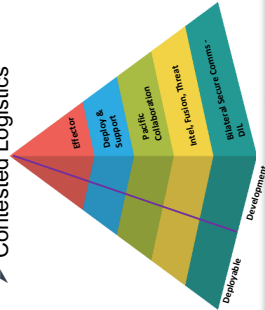 Contested Logistics
Effector
Deploy &
Support
Pacific
Collaboration
Intel, Fusion, Threat
Bilateral Secure Comms -
DIL
Deployable
Development